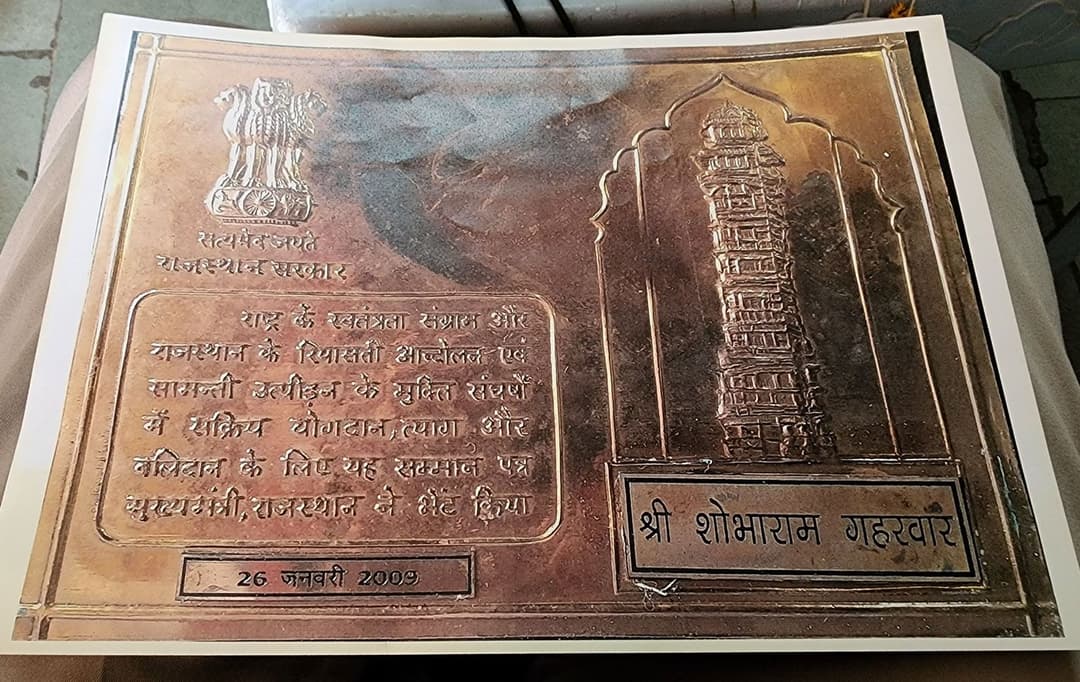 सत्यमेव जयते
राजस्थान सरकार
राष्ट्र के स्वतंत्रता संग्राम और
राजस्थान के रियासती आन्दोलन एवं
सामन्ती उत्पीड़न के मुक्ति संघर्षों
में सक्रिय योगदान,त्याग और
बलिदान के लिए यह सम्मान पत्र
मुख्यमंत्री,राजस्थान ने भेंट किया
26 जनवरी 2009
श्री शोभाराम गहरवार